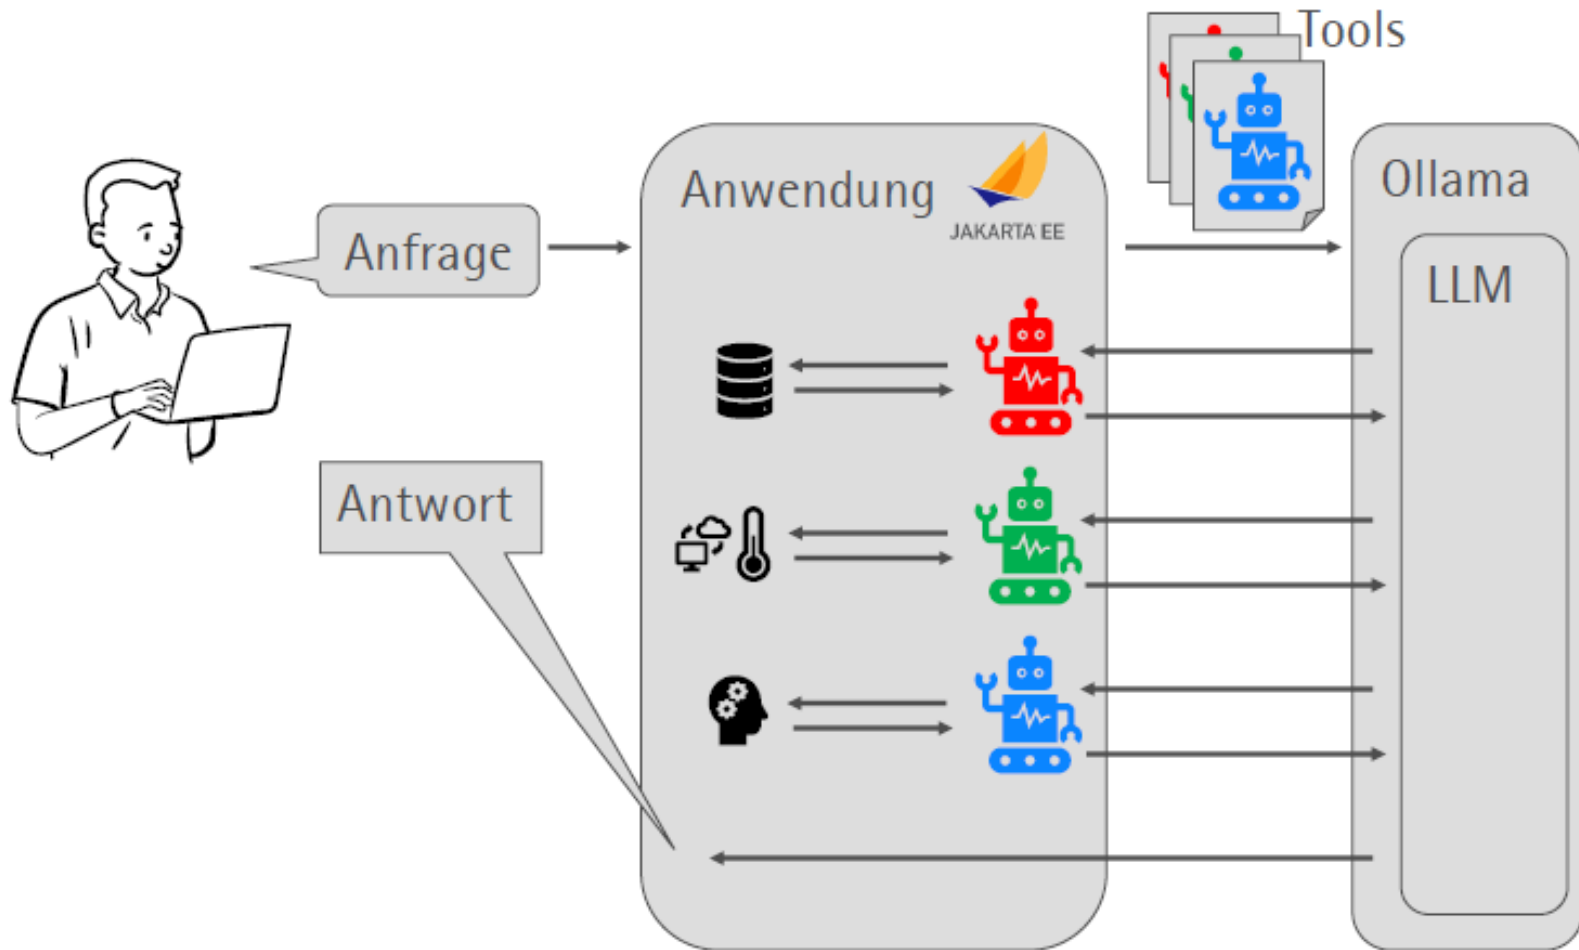 Tools
Anwendung
JAKARTA EE
Ollama
Anfrage
LLM
Antwort